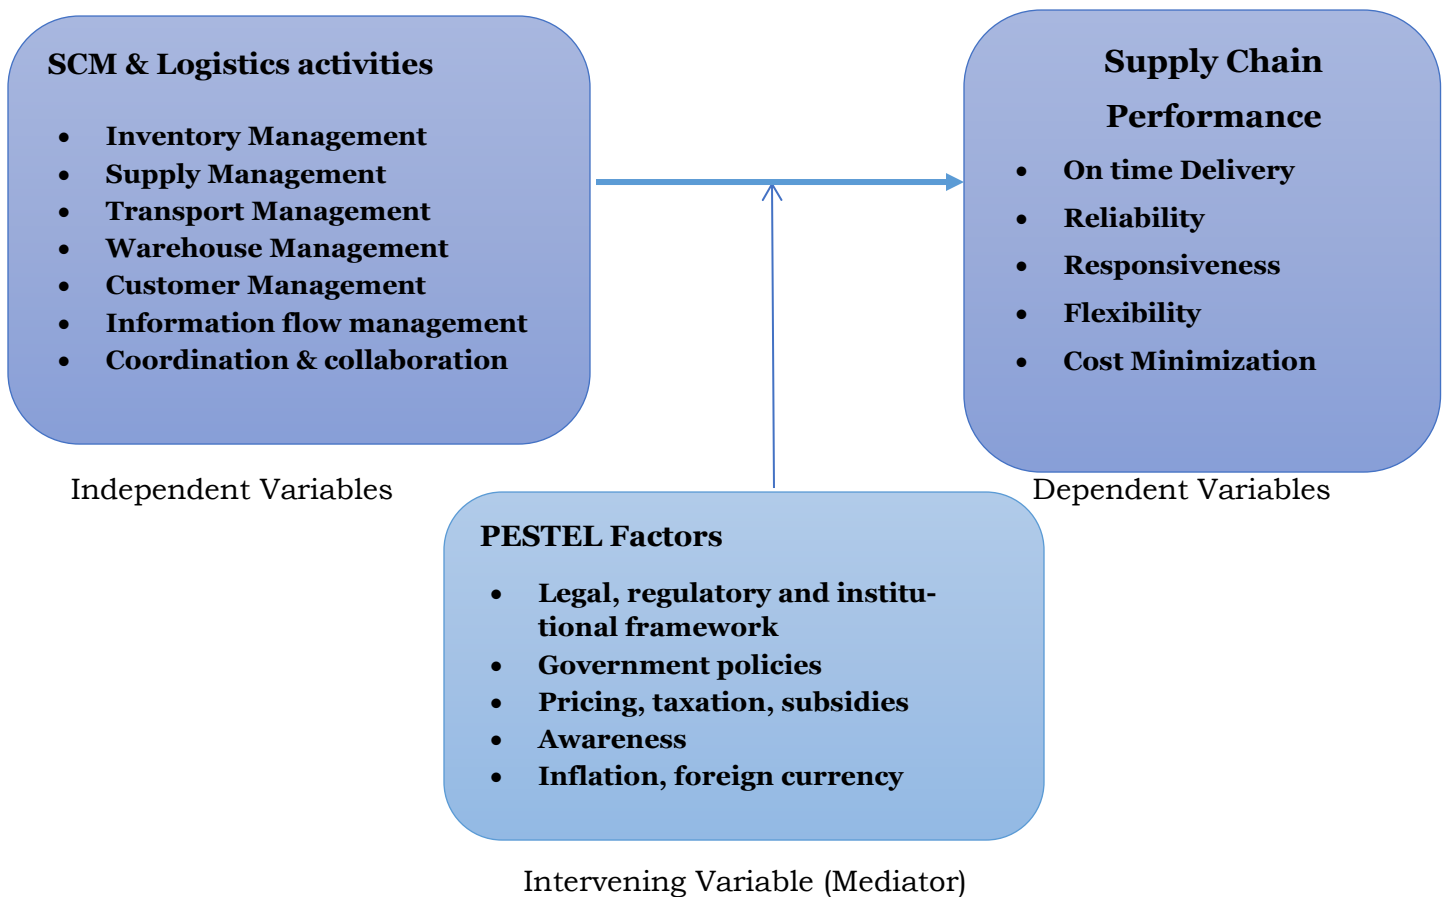 SCM & Logistics activities
• Inventory Management
• Supply Management
• Transport Management
• Warehouse Management
• Customer Management
• Information flow management
• Coordination & collaboration
Independent Variables
Supply Chain
Performance
• On time Delivery
• Reliability
• Responsiveness
• Flexibility
• Cost Minimization
Dependent Variables
PESTEL Factors
• Legal, regulatory and institu-
tional framework
• Government policies
• Pricing, taxation, subsidies
• Awareness
• Inflation, foreign currency
Intervening Variable (Mediator)